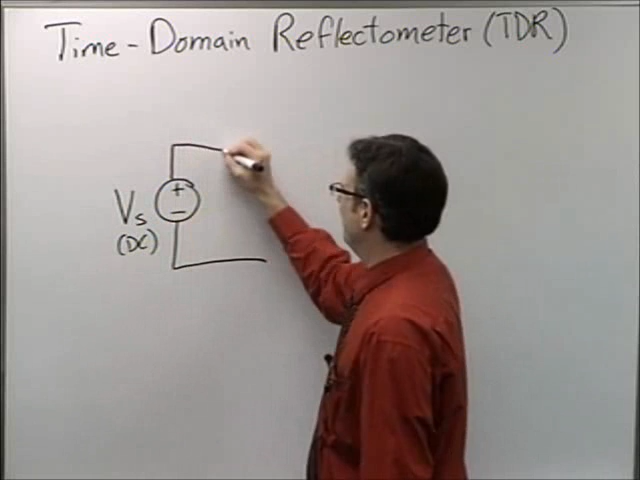 Time-Domain Reflectometer (TDR)
+
Vs
−
(DC)